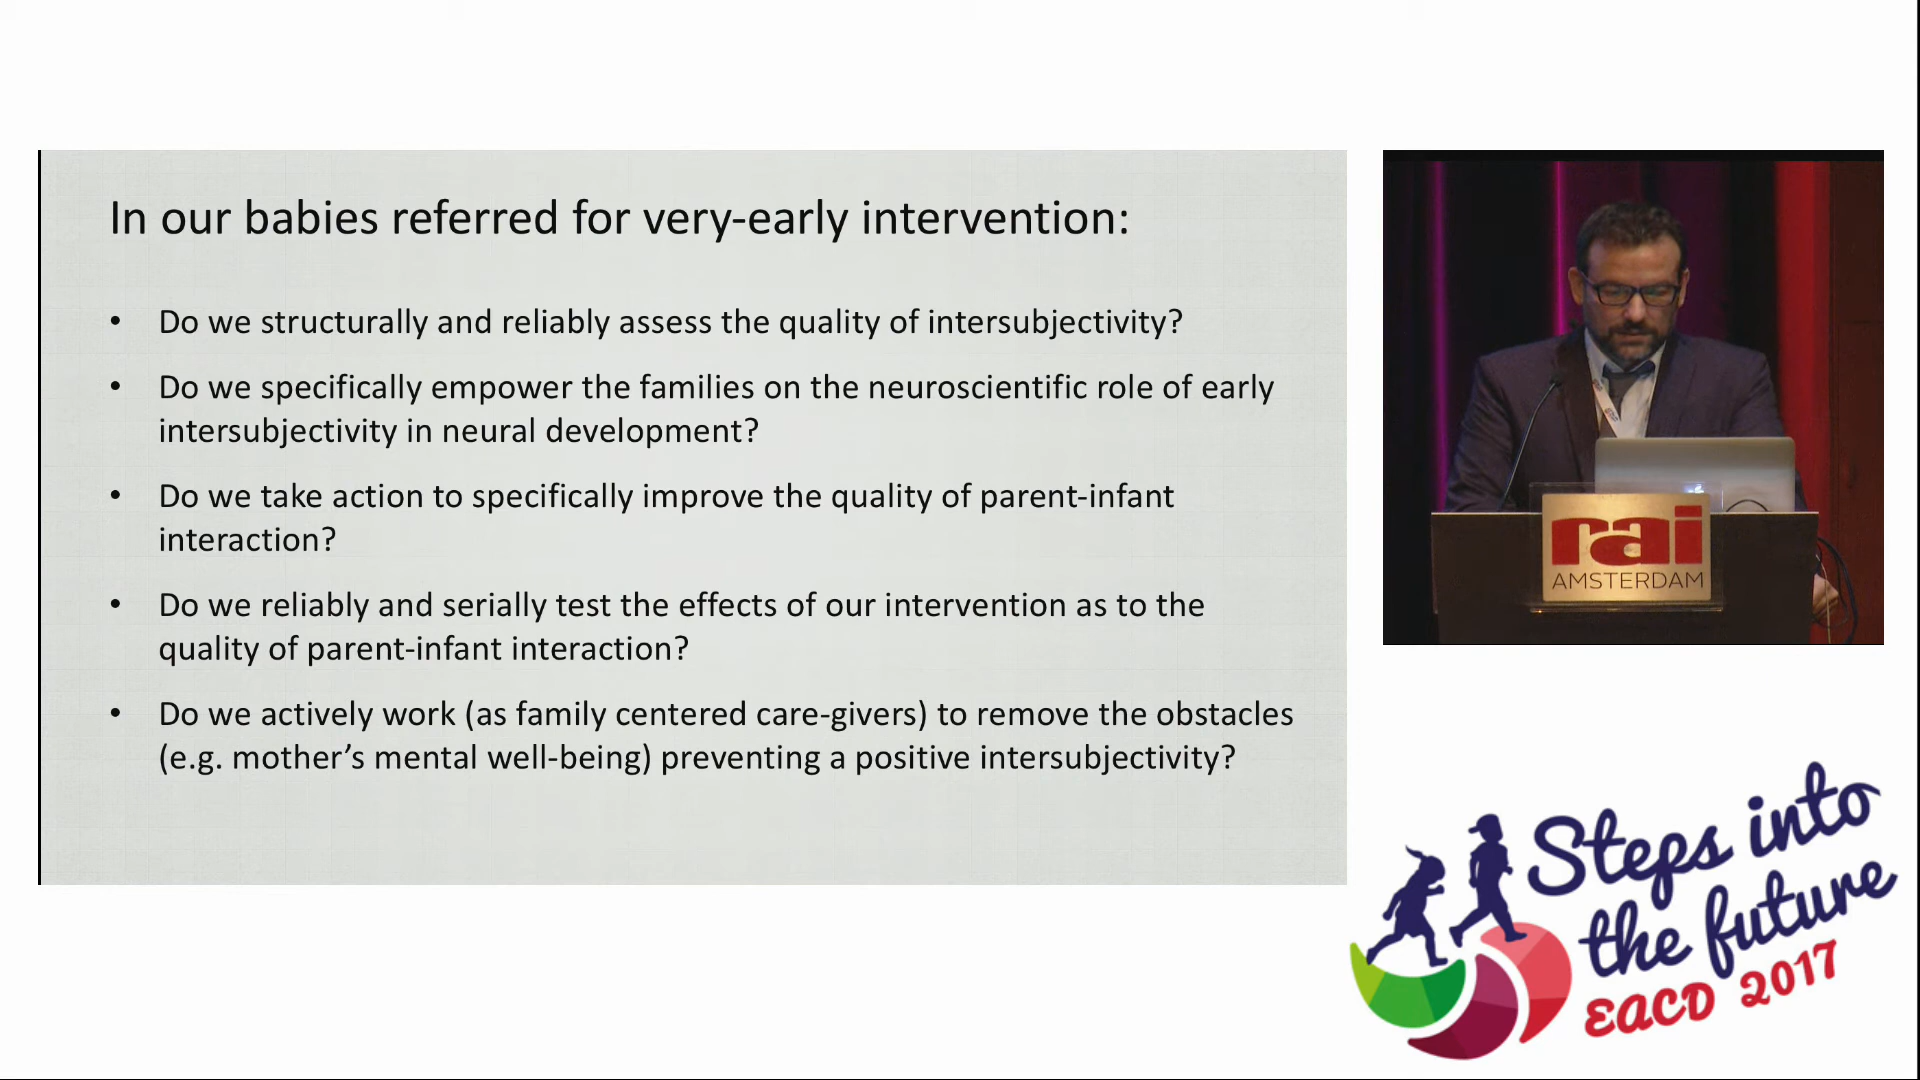 In our babies referred for very-early intervention:
• Do we structurally and reliably assess the quality of intersubjectivity?
• Do we specifically empower the families on the neuroscientific role of early
intersubjectivity in neural development?
• Do we take action to specifically improve the quality of parent-infant
interaction?
• Do we reliably and serially test the effects of our intervention as to the
quality of parent-infant interaction?
• Do we actively work (as family centered care-givers) to remove the obstacles
(e.g. mother’s mental well-being) preventing a positive intersubjectivity?
rai
AMSTERDAM
Steps into
the future
EACD 2017